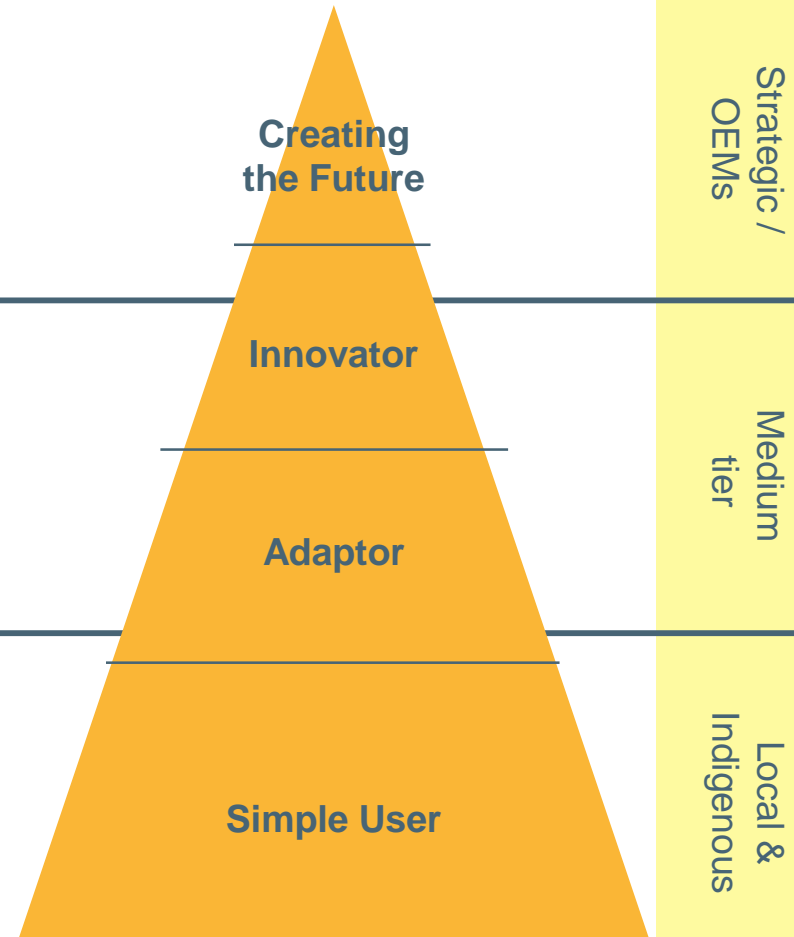 Creating
the Future
Innovator
Adaptor
Simple User
Strategic /
OEMs
Medium
tier
Local &
Indigenous